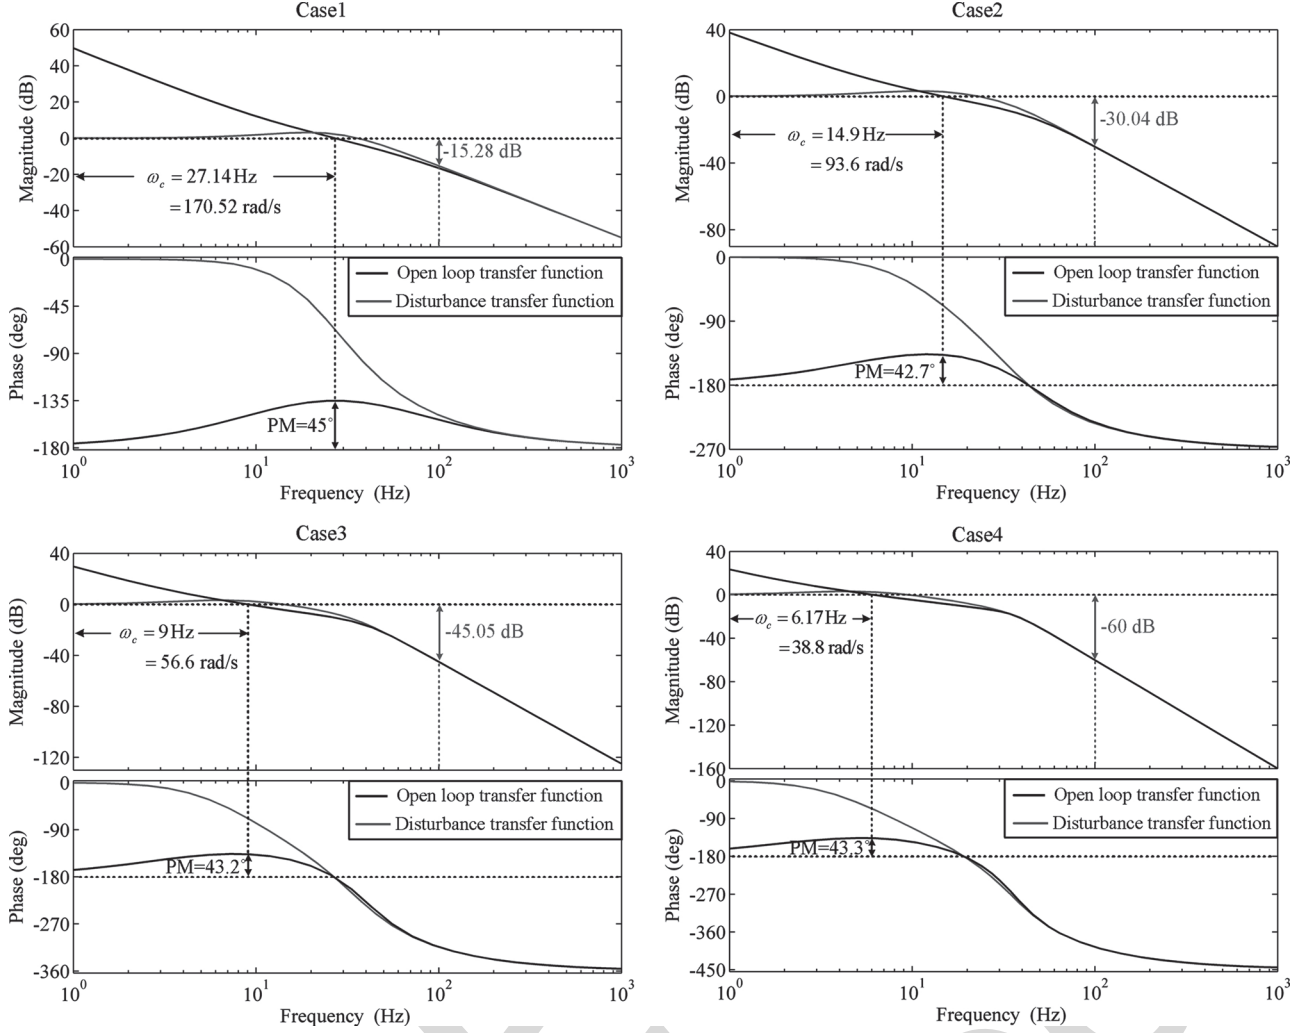 Case1
60
40
20
0
-20
-40
-60
Magnitude (dB)
-15.28 dB
ω_c = 27.14 Hz
= 170.52 rad/s
0
-45
-90
-135
-180
Phase (deg)
Open loop transfer function
Disturbance transfer function
PM=45°
10^0 10^1 10^2 10^3
Frequency (Hz)
Case2
40
0
-40
-80
Magnitude (dB)
-30.04 dB
ω_c = 14.9 Hz
= 93.6 rad/s
0
-90
-180
-270
Phase (deg)
Open loop transfer function
Disturbance transfer function
PM=42.7°
10^0 10^1 10^2 10^3
Frequency (Hz)
Case3
40
0
-40
-80
-120
Magnitude (dB)
-45.05 dB
ω_c = 9 Hz
= 56.6 rad/s
0
-90
-180
-270
-360
Phase (deg)
Open loop transfer function
Disturbance transfer function
PM=43.2°
10^0 10^1 10^2 10^3
Frequency (Hz)
Case4
40
0
-40
-80
-120
-160
Magnitude (dB)
-60 dB
ω_c = 6.17 Hz
= 38.8 rad/s
0
-90
-180
-270
-360
-450
Phase (deg)
Open loop transfer function
Disturbance transfer function
PM=43.3°
10^0 10^1 10^2 10^3
Frequency (Hz)